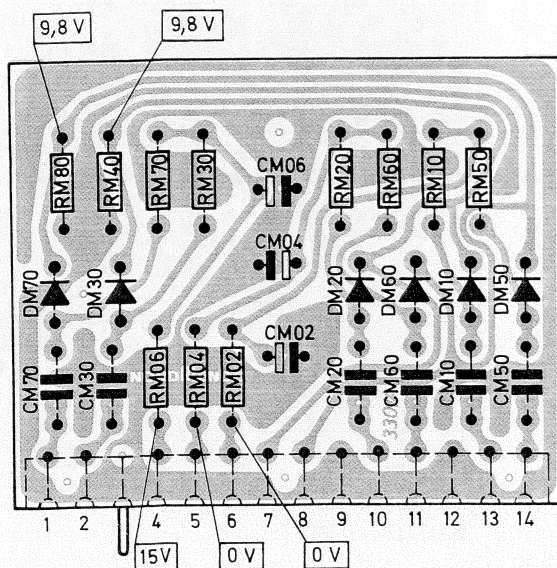 9,8 V
9,8 V
RM80
RM40
RM70
RM30
CM06
RM20
RM60
RM10
RM50
CM04
DM70
DM30
DM20
DM60
DM10
DM50
CM02
CM70
CM30
RM06
RM04
RM02
CM20
CM60
CM10
CM50
330
1 2 4 5 6 7 8 9 10 11 12 13 14
15V
0 V
0 V